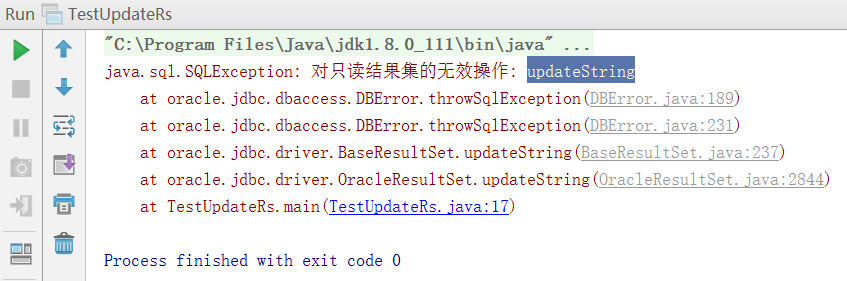 Run TestUpdateRs
"C:\Program Files\Java\jdk1.8.0_111\bin\java" ...
java.sql.SQLException: 对只读结果集的无效操作: updateString
at oracle.jdbc.dbaccess.DBError.throwSqlException(DBError.java:189)
at oracle.jdbc.dbaccess.DBError.throwSqlException(DBError.java:231)
at oracle.jdbc.driver.BaseResultSet.updateString(BaseResultSet.java:237)
at oracle.jdbc.driver.OracleResultSet.updateString(OracleResultSet.java:2844)
at TestUpdateRs.main(TestUpdateRs.java:17)
Process finished with exit code 0